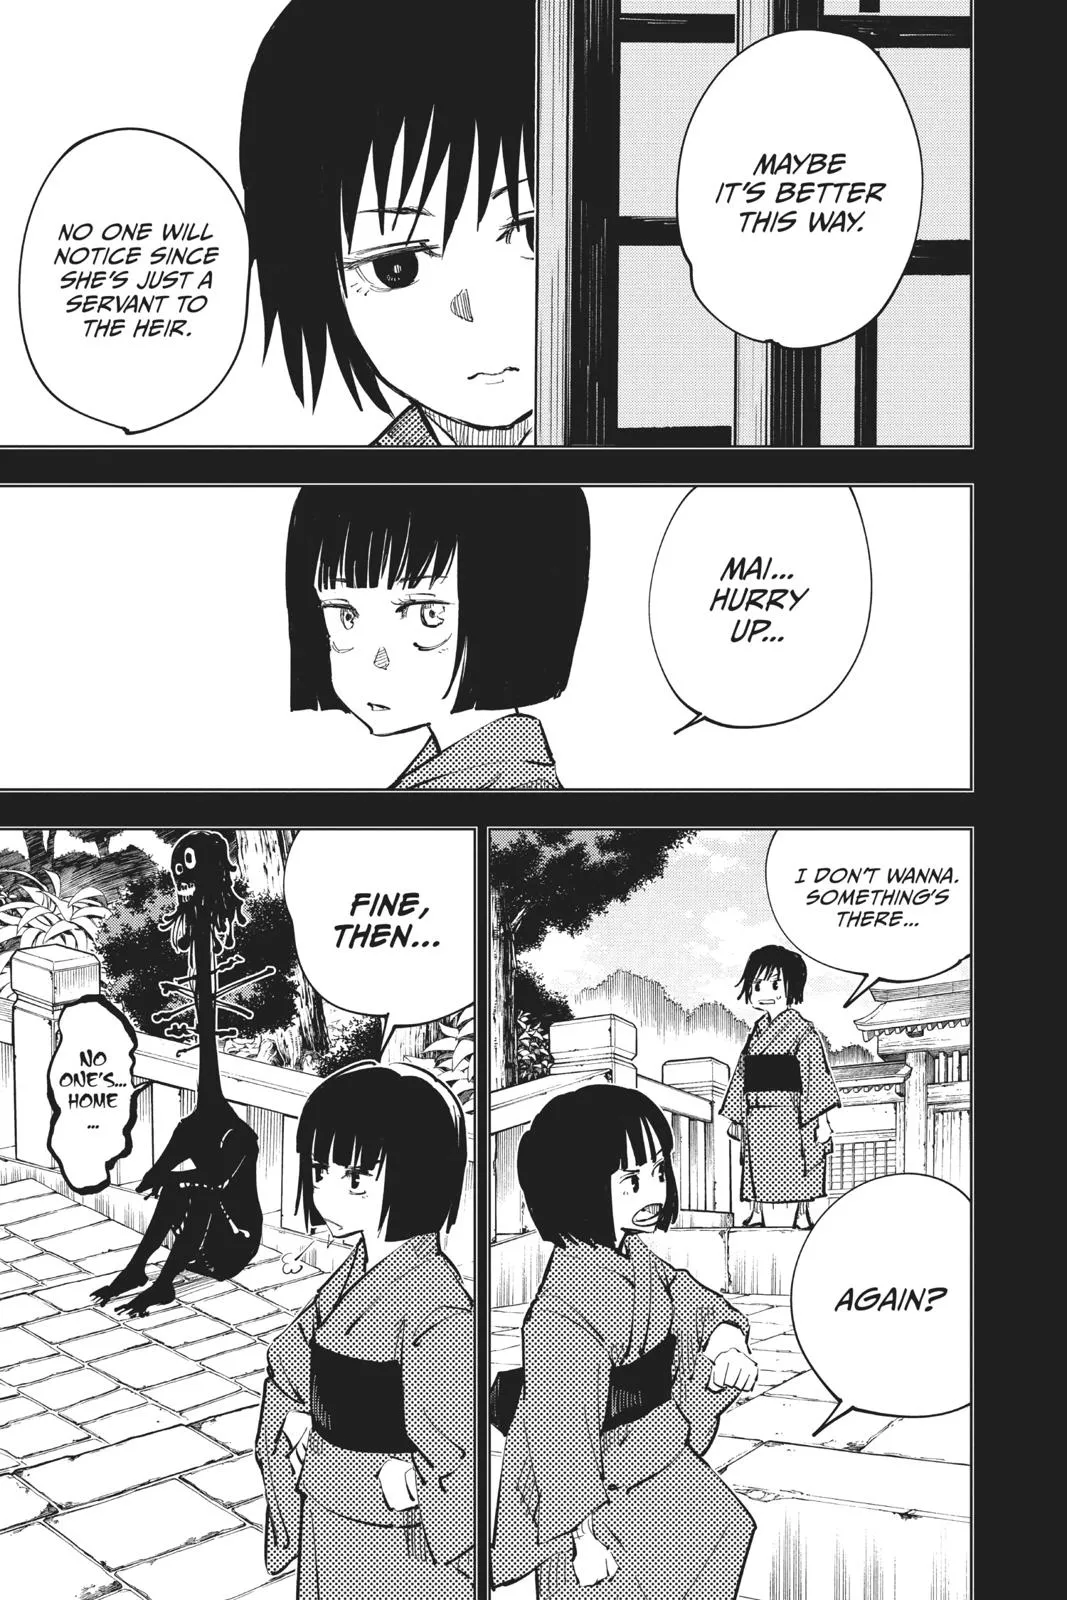 MAYBE
IT'S BETTER
THIS WAY.
NO ONE WILL
NOTICE SINCE
SHE'S JUST A
SERVANT TO
THE HEIR.
MAI...
HURRY
UP...
I DON'T WANNA.
SOMETHING'S
THERE...
AGAIN?
FINE,
THEN...
NO
ONE'S...
HOME
...